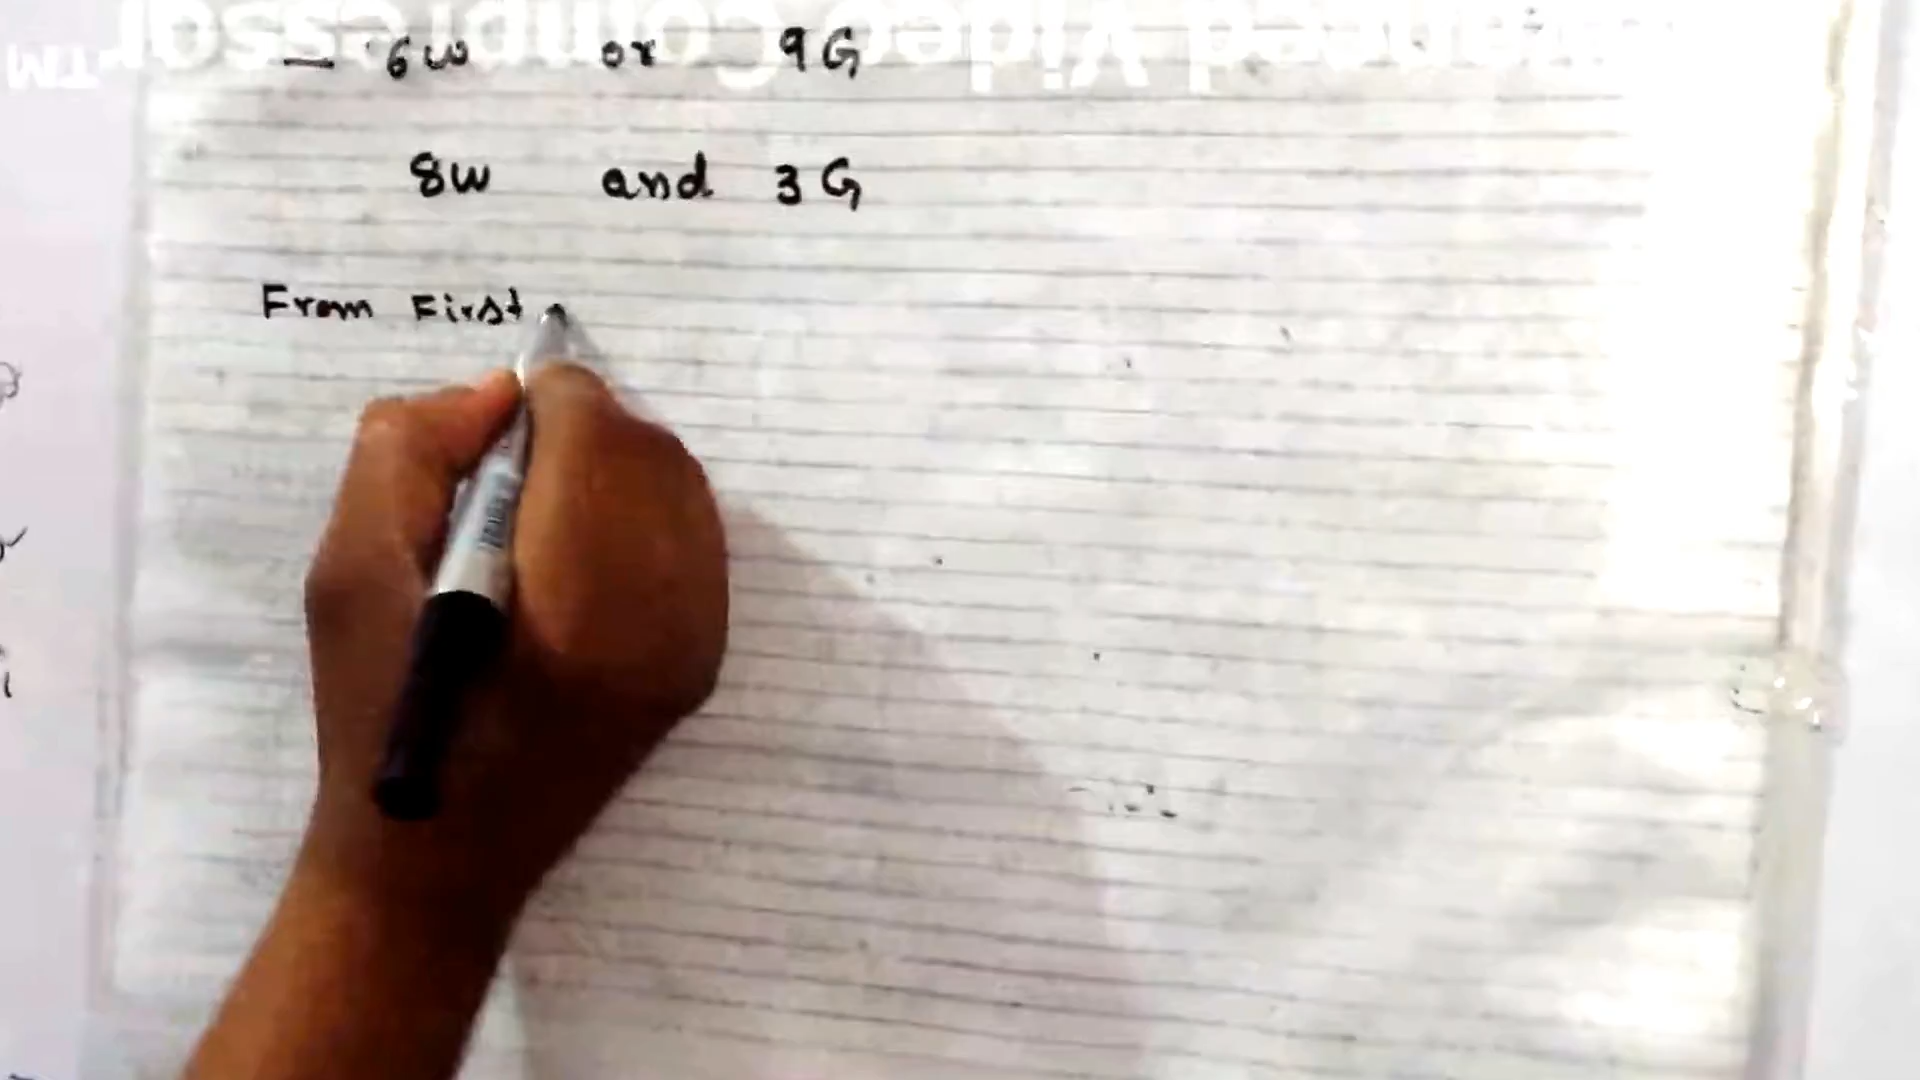 — 6W or 9G
8W and 3G
From First